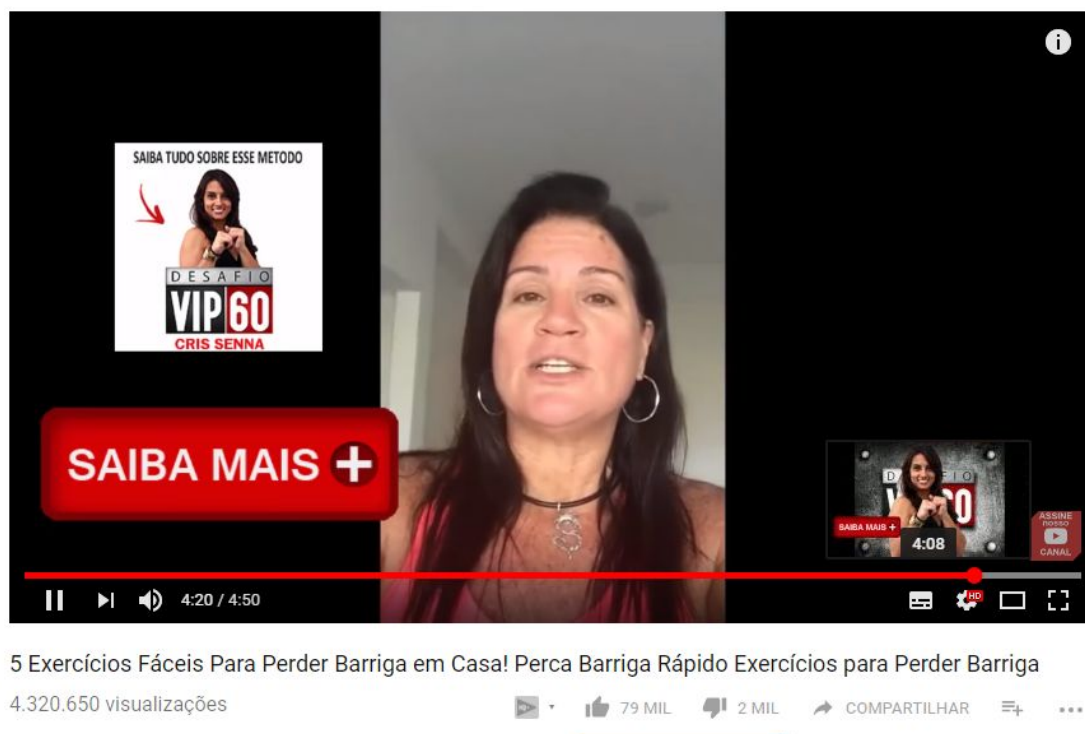 SAIBA TUDO SOBRE ESSE METODO
DESAFIO
VIP 60
CRIS SENNA
SAIBA MAIS +
SAIBA MAIS +
4:08
ASSINE
NOSSO
CANAL
4:20 / 4:50
HD
5 Exercícios Fáceis Para Perder Barriga em Casa! Perca Barriga Rápido Exercícios para Perder Barriga
4.320.650 visualizações
79 MIL
2 MIL
COMPARTILHAR